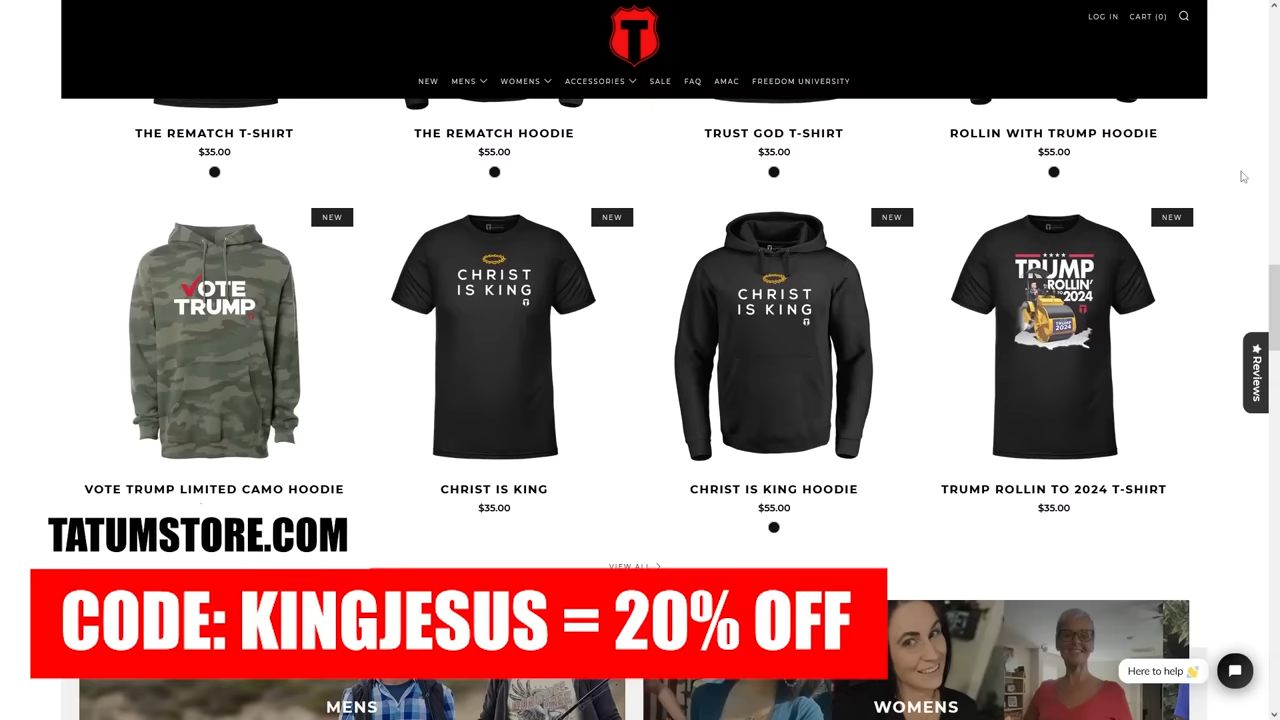 T
LOG IN CART (0)
NEW MENS WOMENS ACCESSORIES SALE FAQ AMAC FREEDOM UNIVERSITY
THE REMATCH T-SHIRT
$35.00
THE REMATCH HOODIE
$55.00
TRUST GOD T-SHIRT
$35.00
ROLLIN WITH TRUMP HOODIE
$55.00
NEW
VOTE
TRUMP
VOTE TRUMP LIMITED CAMO HOODIE
NEW
CHRIST
IS KING
CHRIST IS KING
$35.00
NEW
CHRIST
IS KING
CHRIST IS KING HOODIE
$55.00
NEW
TRUMP
ROLLIN'
TO 2024
TRUMP
2024
TRUMP ROLLIN TO 2024 T-SHIRT
$35.00
Reviews
TATUMSTORE.COM
VIEW ALL
CODE: KINGJESUS = 20% OFF
Here to help 👋
MENS
WOMENS